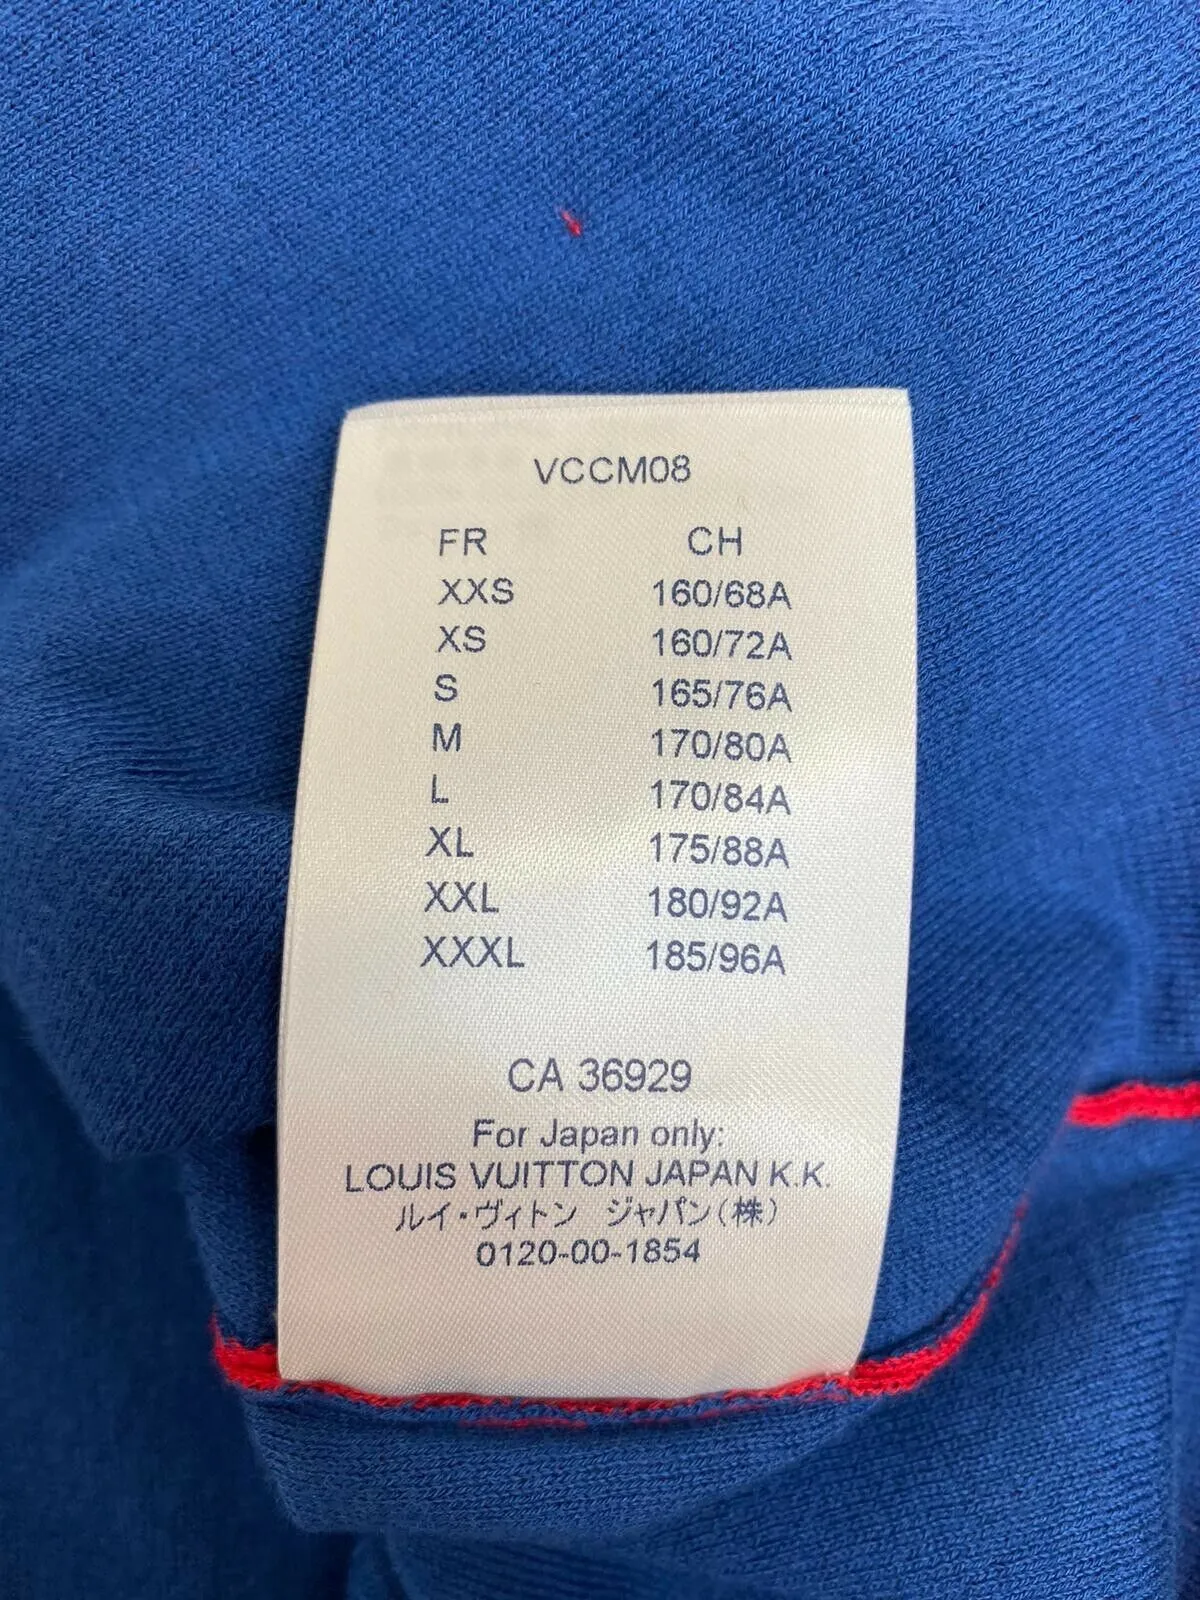 VCCM08
FR CH
XXS 160/68A
XS 160/72A
S 165/76A
M 170/80A
L 170/84A
XL 175/88A
XXL 180/92A
XXXL 185/96A
CA 36929
For Japan only:
LOUIS VUITTON JAPAN K.K.
ルイ・ヴィトン ジャパン(株)
0120-00-1854